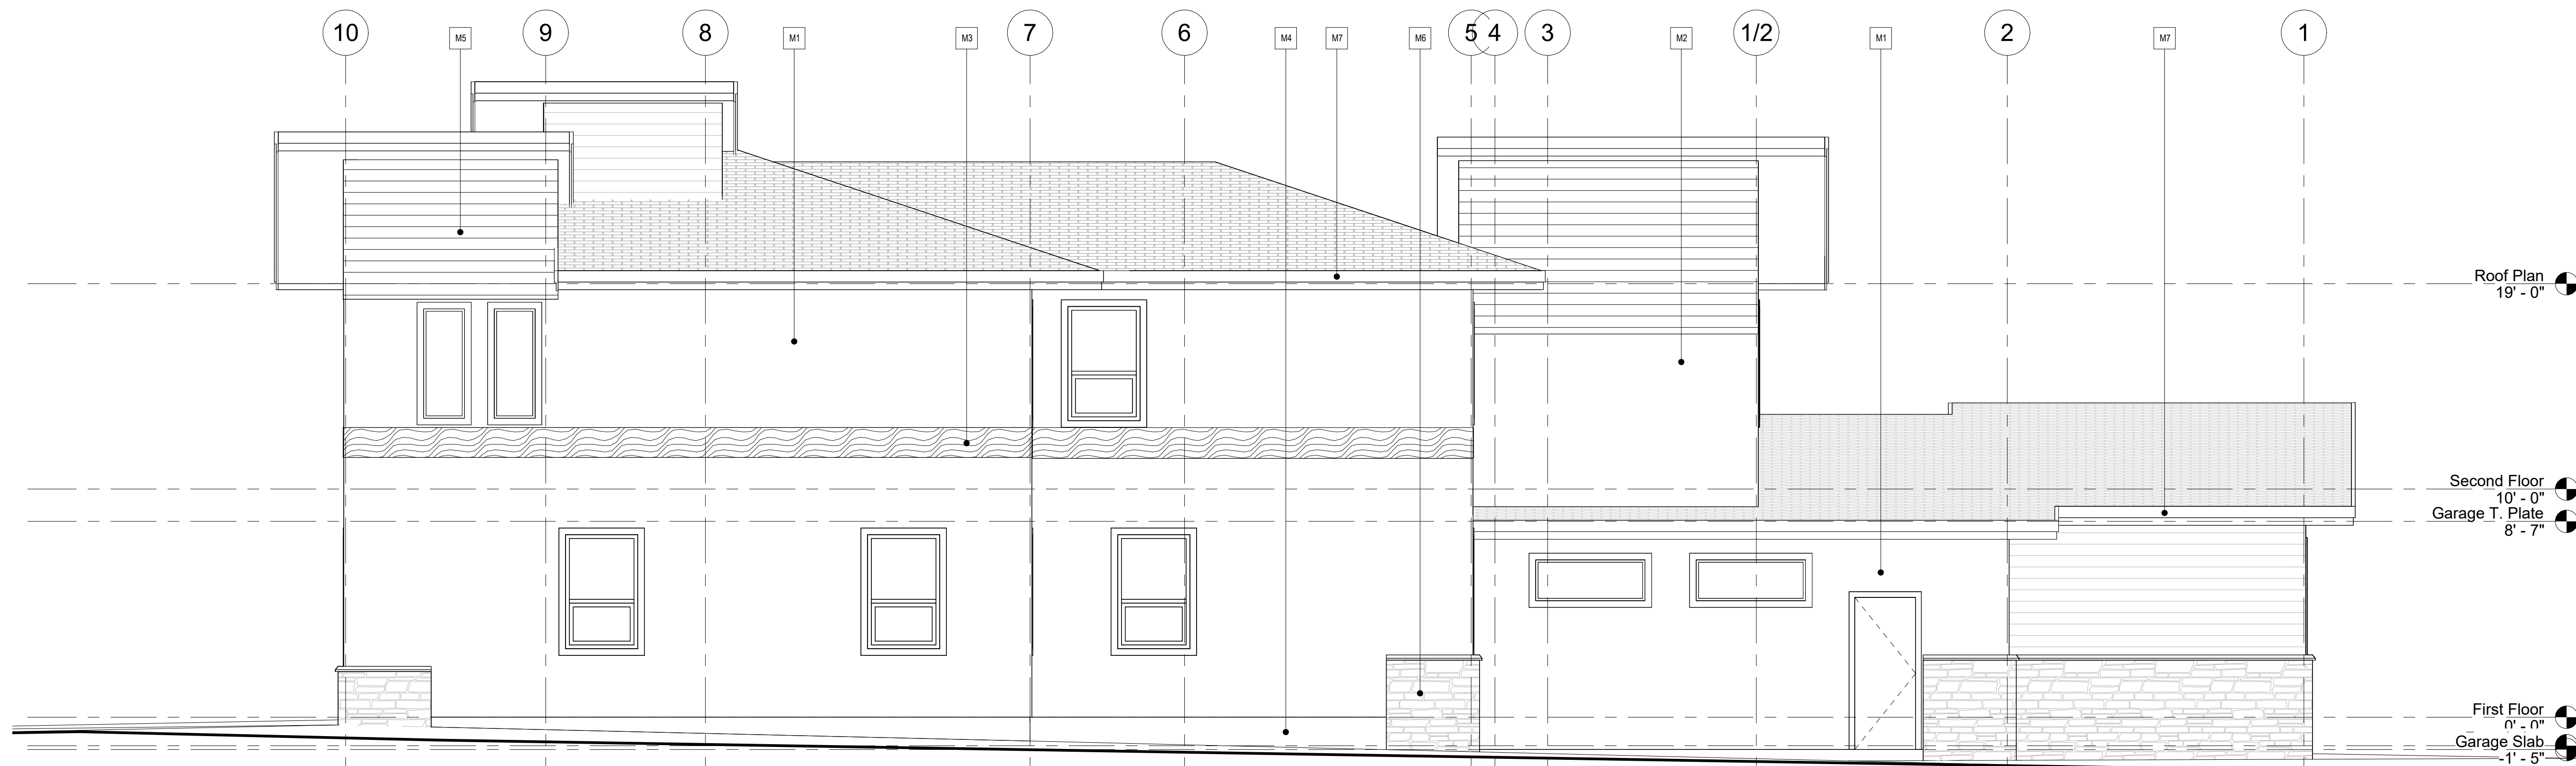 10
M5
9
8
M1
M3
7
6
M4
M7
M6
5
4
3
M2
1/2
M1
2
M7
1
Roof Plan
19' - 0"
Second Floor
10' - 0"
Garage T. Plate
8' - 7"
First Floor
0' - 0"
Garage Slab
-1' - 5"